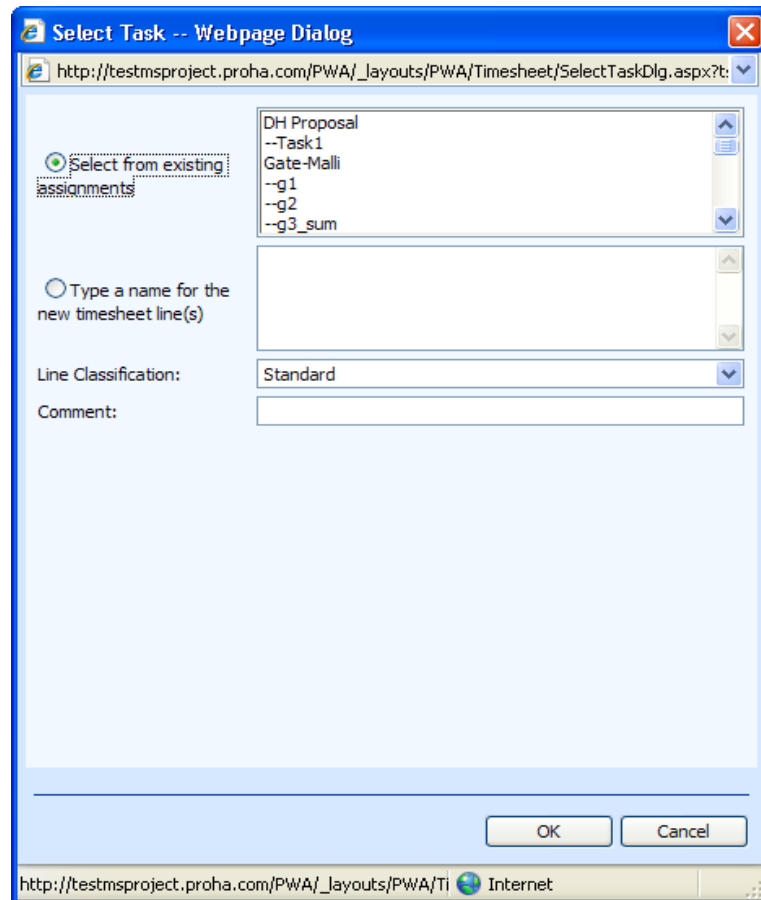 Select Task -- Webpage Dialog
http://testmsproject.proha.com/PWA/_layouts/PWA/Timesheet/SelectTaskDlg.aspx?t:
Select from existing
assignments
DH Proposal
--Task1
Gate-Malli
--g1
--g2
--g3_sum
Type a name for the
new timesheet line(s)
Line Classification:
Standard
Comment:
OK
Cancel
http://testmsproject.proha.com/PWA/_layouts/PWA/Ti
Internet